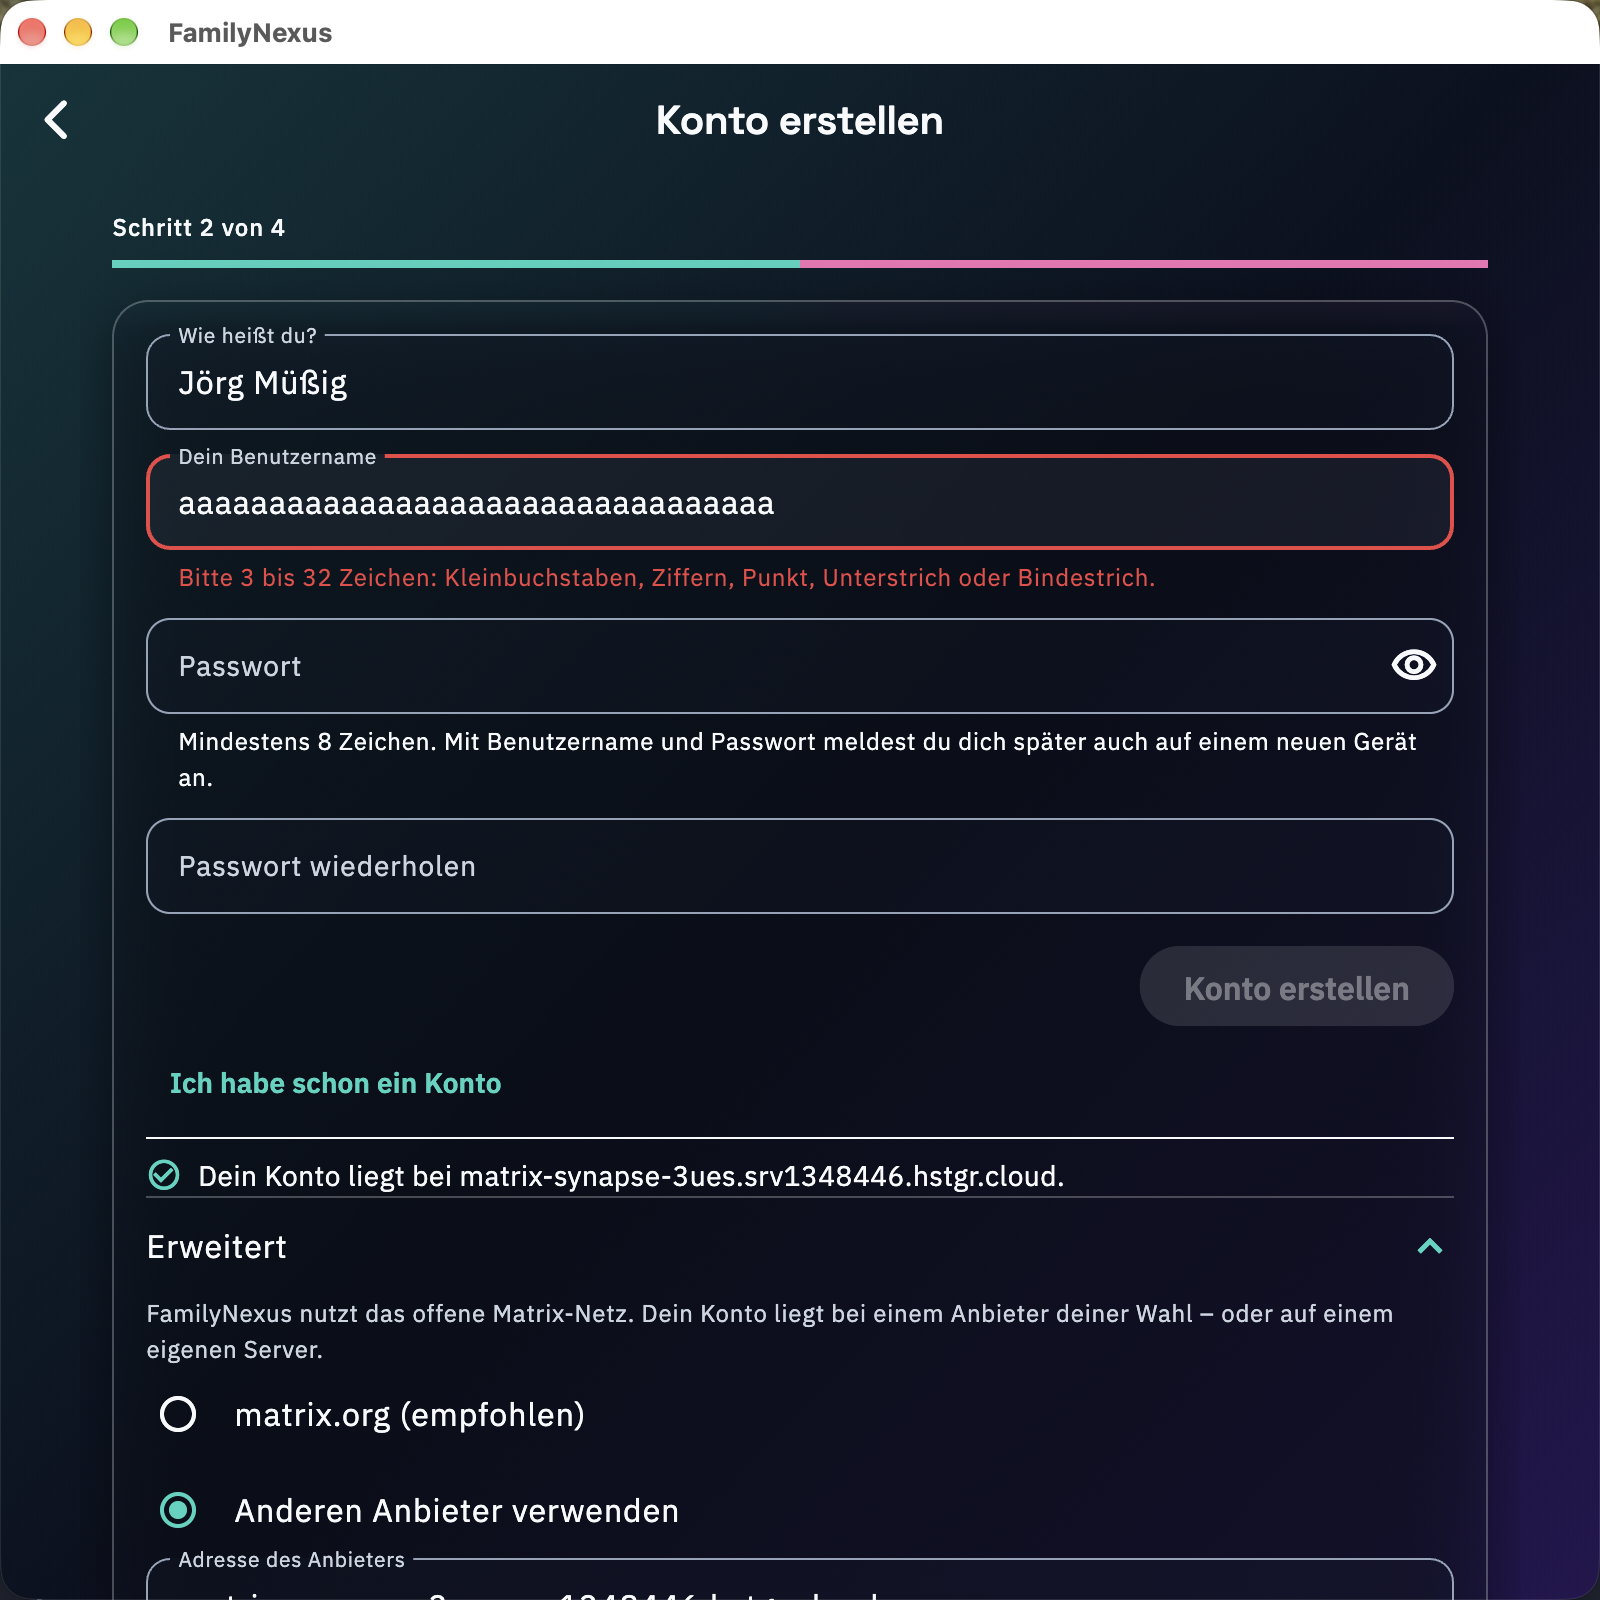 FamilyNexus
Konto erstellen
Schritt 2 von 4
Wie heißt du?
Jörg Müßig
Dein Benutzername
aaaaaaaaaaaaaaaaaaaaaaaaaaaaaaaaa
Bitte 3 bis 32 Zeichen: Kleinbuchstaben, Ziffern, Punkt, Unterstrich oder Bindestrich.
Passwort
Mindestens 8 Zeichen. Mit Benutzername und Passwort meldest du dich später auch auf einem neuen Gerät
an.
Passwort wiederholen
Konto erstellen
Ich habe schon ein Konto
Dein Konto liegt bei matrix-synapse-3ues.srv1348446.hstgr.cloud.
Erweitert
FamilyNexus nutzt das offene Matrix-Netz. Dein Konto liegt bei einem Anbieter deiner Wahl – oder auf einem
eigenen Server.
matrix.org (empfohlen)
Anderen Anbieter verwenden
Adresse des Anbieters